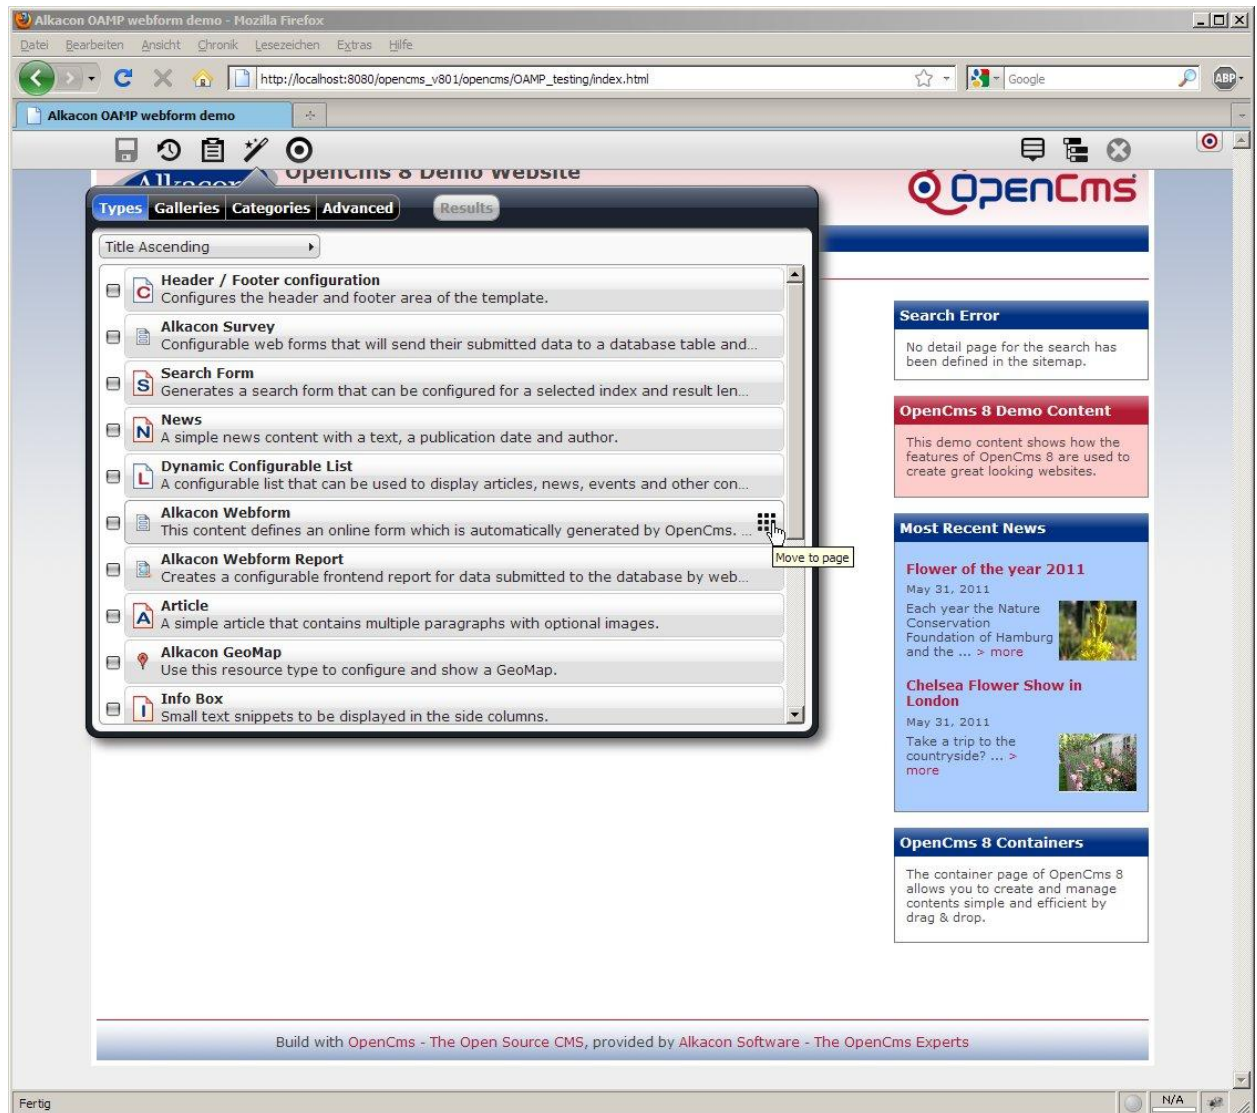 Alkacon OAMP webform demo - Mozilla Firefox
Datei Bearbeiten Ansicht Chronik Lesezeichen Extras Hilfe
http://localhost:8080/opencms_v801/opencms/OAMP_testing/index.html
Google
ABP
Alkacon OAMP webform demo
Alkacon
OpenCms 8 Demo Website
OpenCms
Types Galleries Categories Advanced Results
Title Ascending
Header / Footer configuration
C
Configures the header and footer area of the template.
Alkacon Survey
Configurable web forms that will send their submitted data to a database table and...
Search Form
S
Generates a search form that can be configured for a selected index and result len...
News
N
A simple news content with a text, a publication date and author.
Dynamic Configurable List
L
A configurable list that can be used to display articles, news, events and other con...
Alkacon Webform
This content defines an online form which is automatically generated by OpenCms. ...
Move to page
Alkacon Webform Report
Creates a configurable frontend report for data submitted to the database by web...
Article
A
A simple article that contains multiple paragraphs with optional images.
Alkacon GeoMap
Use this resource type to configure and show a GeoMap.
Info Box
I
Small text snippets to be displayed in the side columns.
Search Error
No detail page for the search has
been defined in the sitemap.
OpenCms 8 Demo Content
This demo content shows how the
features of OpenCms 8 are used to
create great looking websites.
Most Recent News
Flower of the year 2011
May 31, 2011
Each year the Nature
Conservation
Foundation of Hamburg
and the ... > more
Chelsea Flower Show in
London
May 31, 2011
Take a trip to the
countryside? ... >
more
OpenCms 8 Containers
The container page of OpenCms 8
allows you to create and manage
contents simple and efficient by
drag & drop.
Build with OpenCms - The Open Source CMS, provided by Alkacon Software - The OpenCms Experts
Fertig
N/A